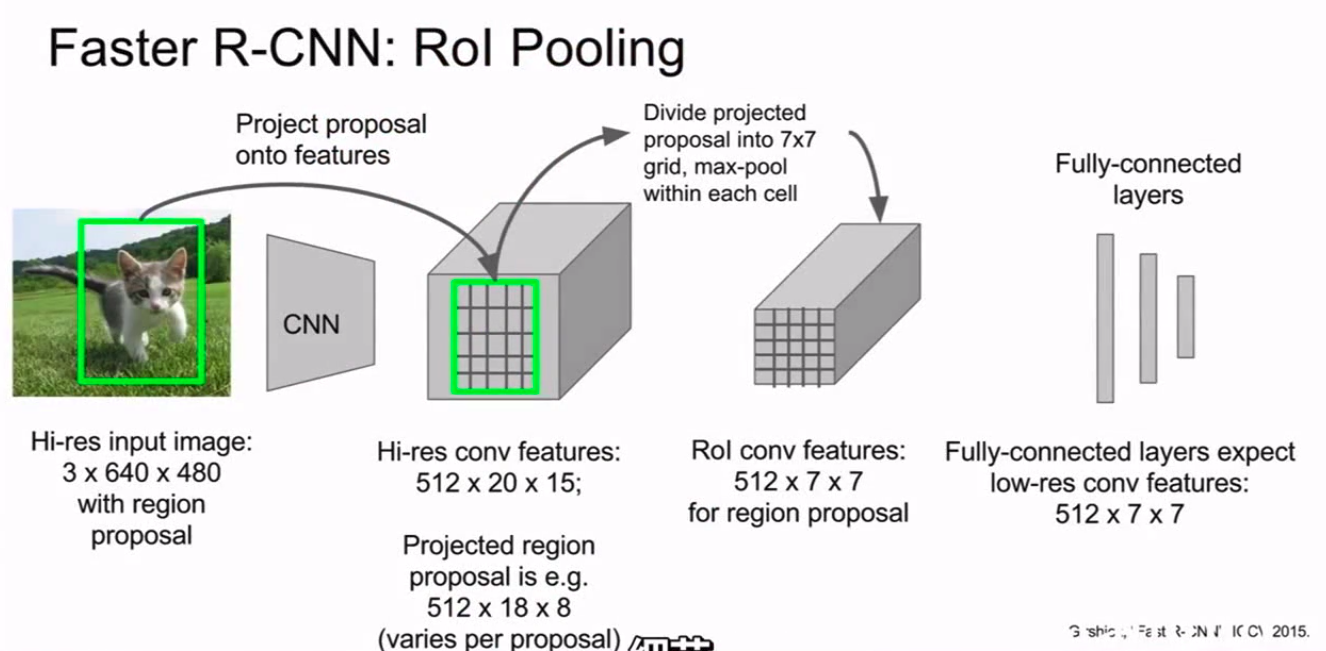 Faster R-CNN: RoI Pooling
Project proposal
onto features
Divide projected
proposal into 7x7
grid, max-pool
within each cell
Fully-connected
layers
CNN
Hi-res input image:
3 x 640 x 480
with region
proposal
Hi-res conv features:
512 x 20 x 15;
Projected region
proposal is e.g.
512 x 18 x 8
(varies per proposal)
RoI conv features:
512 x 7 x 7
for region proposal
Fully-connected layers expect
low-res conv features:
512 x 7 x 7
2015.